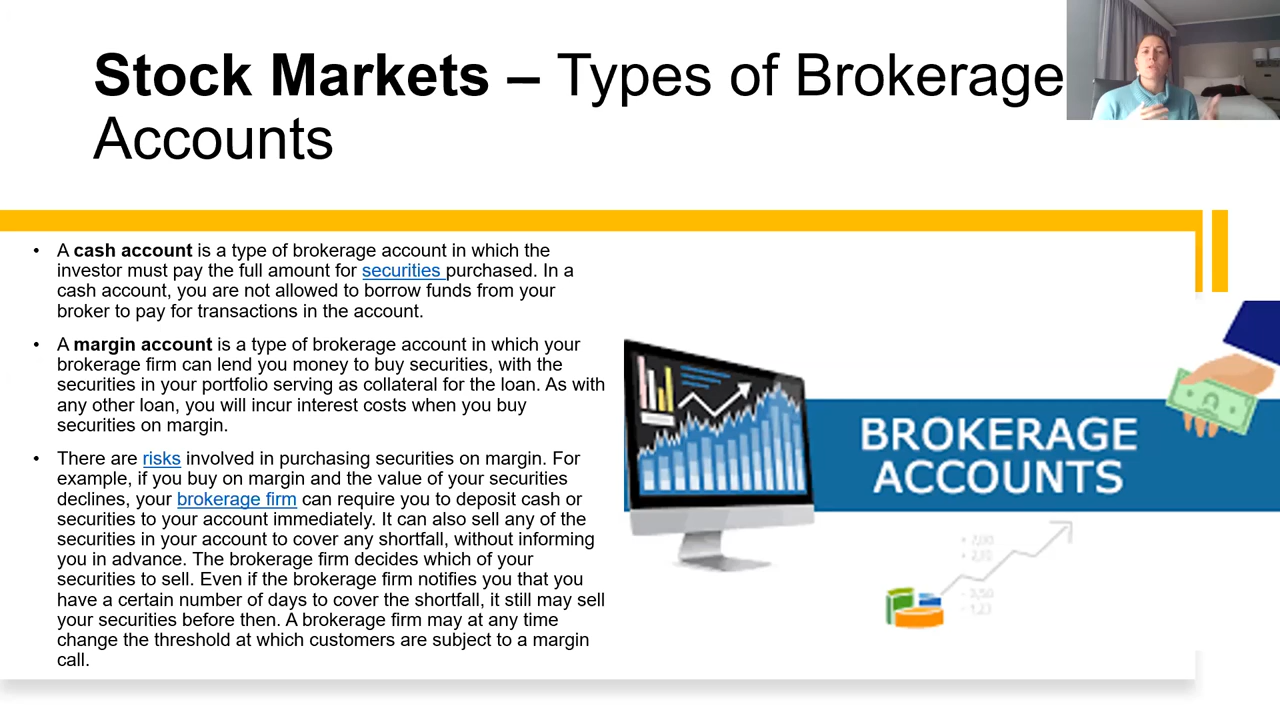 Stock Markets – Types of Brokerage
Accounts
• A cash account is a type of brokerage account in which the
investor must pay the full amount for securities purchased. In a
cash account, you are not allowed to borrow funds from your
broker to pay for transactions in the account.
• A margin account is a type of brokerage account in which your
brokerage firm can lend you money to buy securities, with the
securities in your portfolio serving as collateral for the loan. As with
any other loan, you will incur interest costs when you buy
securities on margin.
• There are risks involved in purchasing securities on margin. For
example, if you buy on margin and the value of your securities
declines, your brokerage firm can require you to deposit cash or
securities to your account immediately. It can also sell any of the
securities in your account to cover any shortfall, without informing
you in advance. The brokerage firm decides which of your
securities to sell. Even if the brokerage firm notifies you that you
have a certain number of days to cover the shortfall, it still may sell
your securities before then. A brokerage firm may at any time
change the threshold at which customers are subject to a margin
call.
BROKERAGE
ACCOUNTS